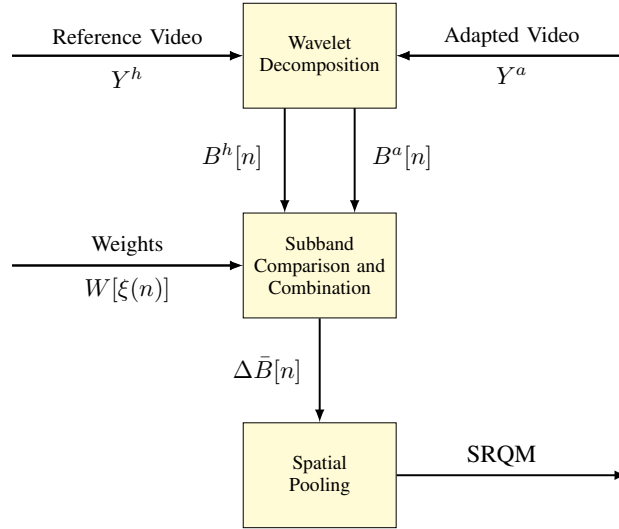 Reference Video
Y^h
Wavelet
Decomposition
Adapted Video
Y^a
B^h[n]
B^a[n]
Weights
W[ξ(n)]
Subband
Comparison and
Combination
ΔB̄[n]
Spatial
Pooling
SRQM